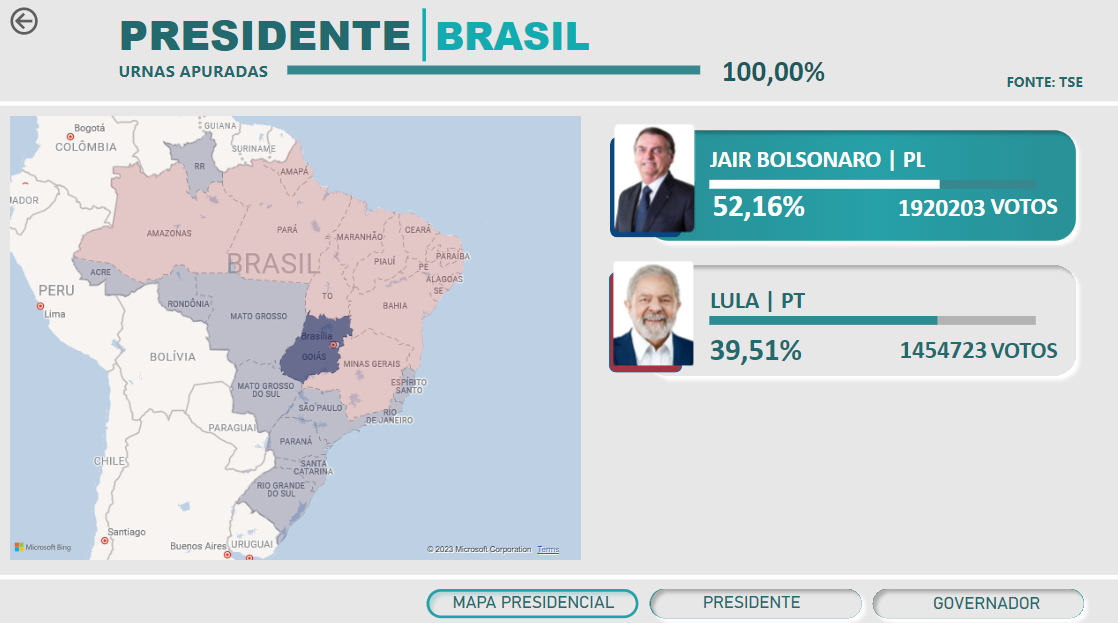 PRESIDENTE BRASIL
URNAS APURADAS 100,00%
FONTE: TSE
Bogotá
COLÔMBIA
GUIANA
SURINAME
RR
AMAPÁ
ADOR
AMAZONAS
PARÁ
MARANHÃO
CEARÁ
PIAUÍ
PARAÍBA
PE
ALAGOAS
SE
BRASIL
ACRE
TO
BAHIA
RONDÔNIA
MATO GROSSO
PERU
Lima
Brasília
GOIÁS
BOLÍVIA
MINAS GERAIS
MATO GROSSO
DO SUL
ESPÍRITO
SANTO
SÃO PAULO
RIO
DE JANEIRO
PARAGUAI
PARANÁ
CHILE
SANTA
CATARINA
RIO GRANDE
DO SUL
Santiago
Buenos Aires
URUGUAI
Microsoft Bing
© 2023 Microsoft Corporation Terms
JAIR BOLSONARO | PL
52,16% 1920203 VOTOS
LULA | PT
39,51% 1454723 VOTOS
MAPA PRESIDENCIAL
PRESIDENTE
GOVERNADOR